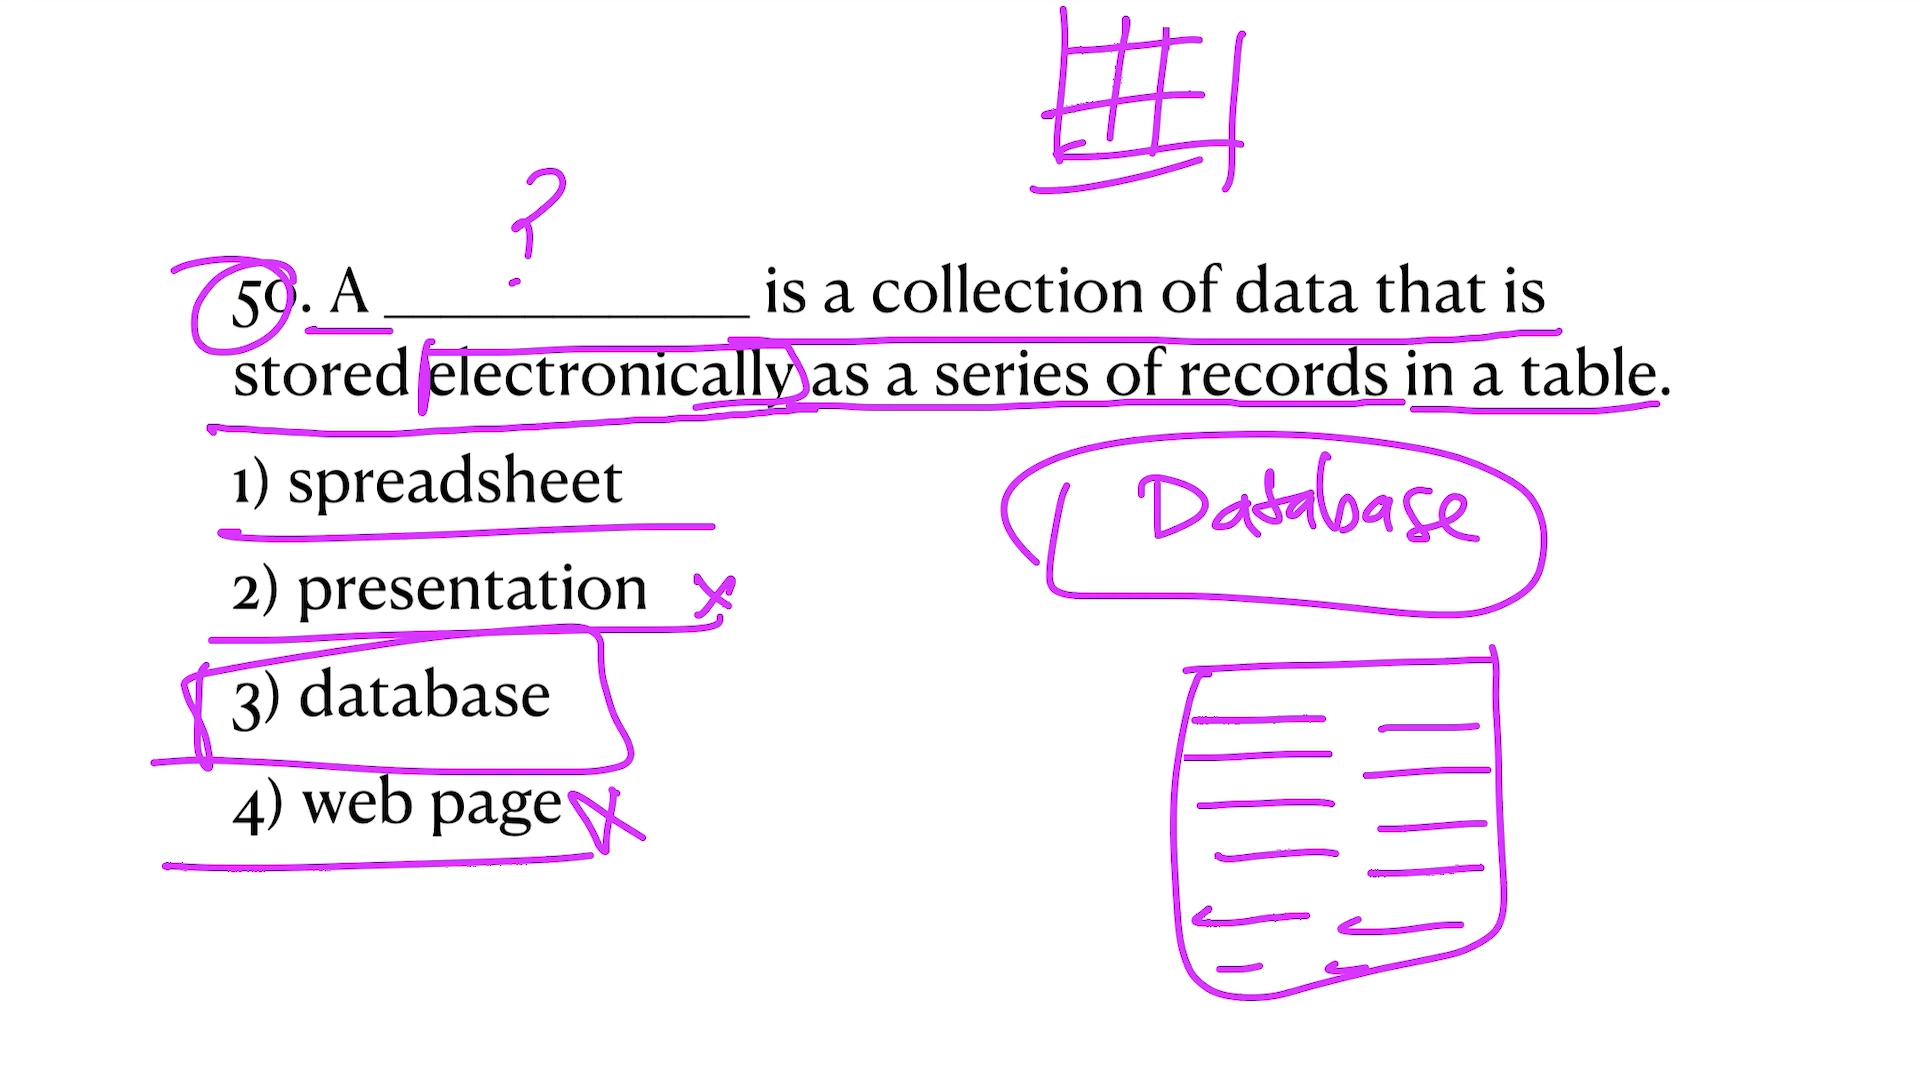 ?
50. A ______________ is a collection of data that is
stored electronically as a series of records in a table.
1) spreadsheet
Database
2) presentation x
3) database
4) web page x